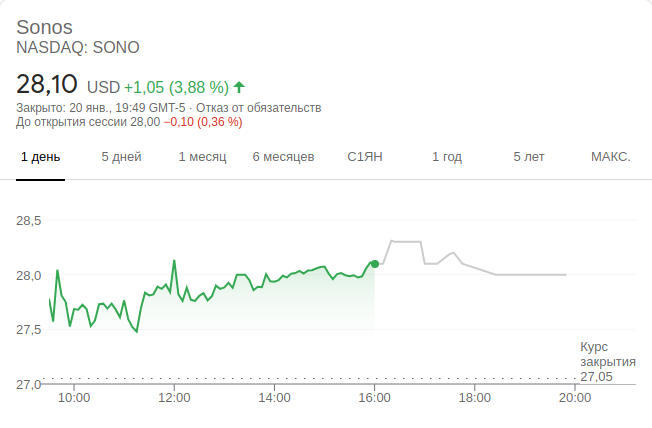 Sonos
NASDAQ: SONO
28,10 USD +1,05 (3,88 %)
Закрыто: 20 янв., 19:49 GMT-5 · Отказ от обязательств
До открытия сессии 28,00 −0,10 (0,36 %)
1 день 5 дней 1 месяц 6 месяцев С1ЯН 1 год 5 лет МАКС.
28,5
28,0
27,5
Курс
закрытия
27,05
27,0
10:00 12:00 14:00 16:00 18:00 20:00